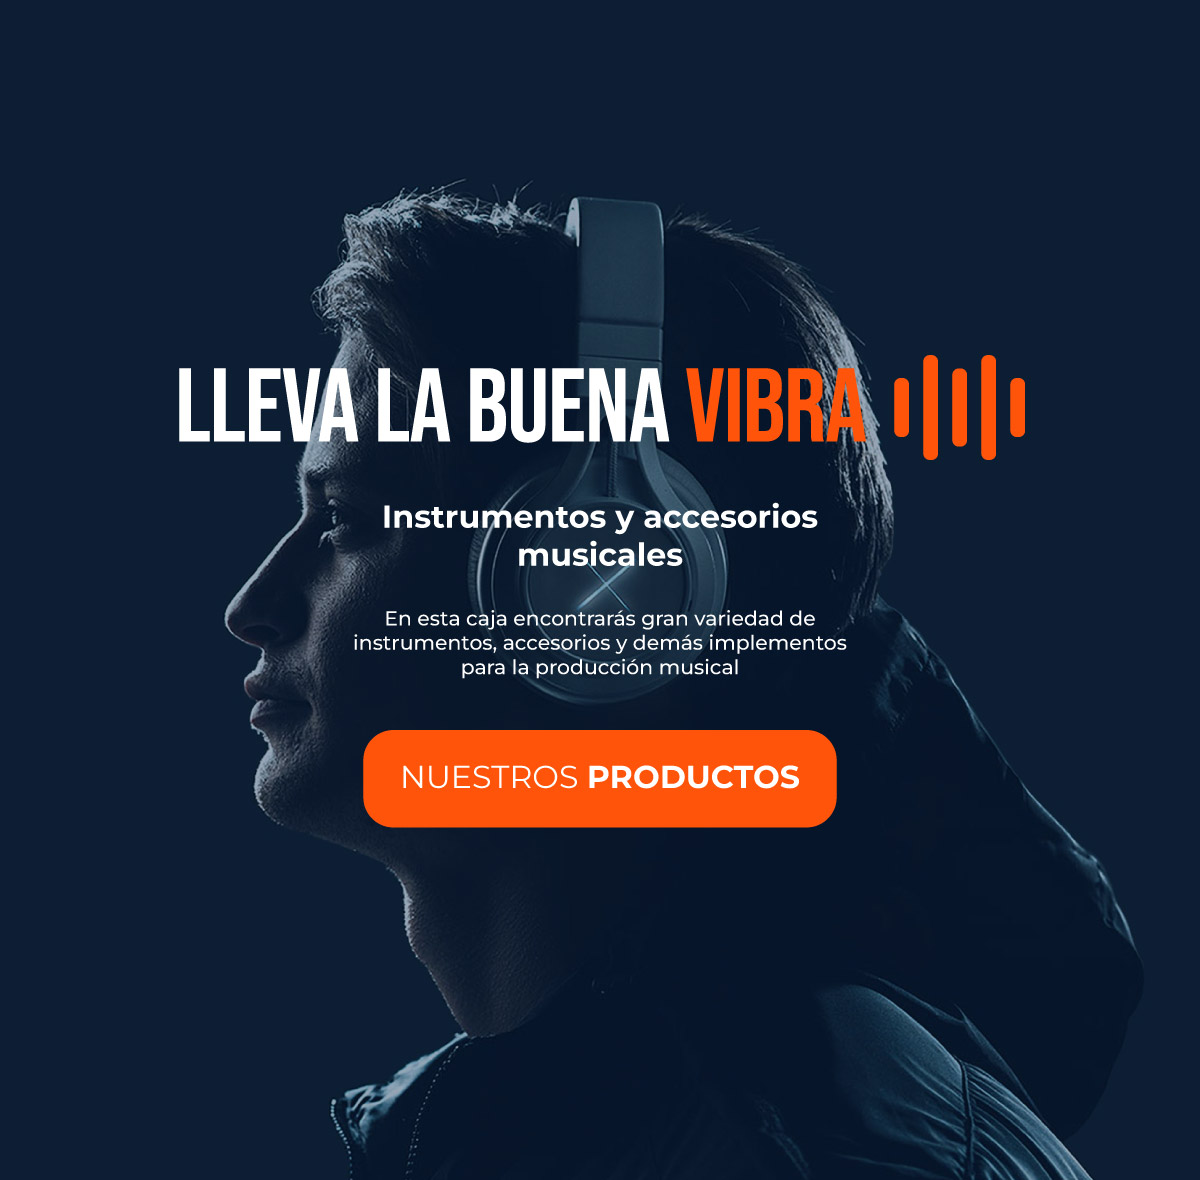 LLEVA LA BUENA VIBRA
Instrumentos y accesorios
musicales
En esta caja encontrarás gran variedad de
instrumentos, accesorios y demás implementos
para la producción musical
NUESTROS PRODUCTOS